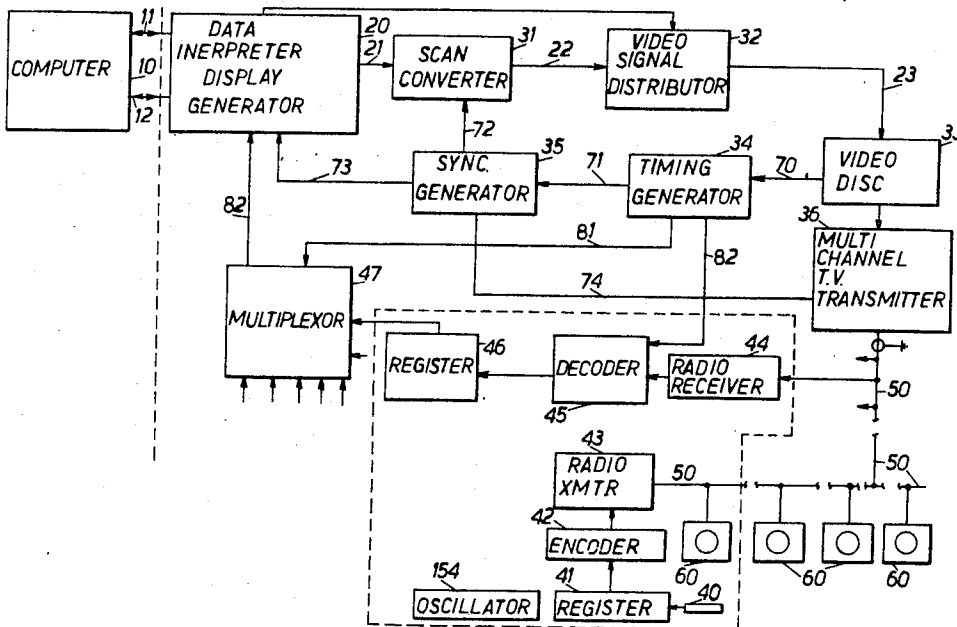 11
DATA
INERPRETER
DISPLAY
GENERATOR
20
21
COMPUTER
10
12
SCAN
CONVERTER
31
22
VIDEO
SIGNAL
DISTRIBUTOR
32
23
72
73
SYNC.
GENERATOR
35
71
TIMING
GENERATOR
34
70
VIDEO
DISC
33
82
81
82
36
MULTI
CHANNEL
T.V.
TRANSMITTER
74
MULTIPLEXOR
47
REGISTER
46
DECODER
45
RADIO
RECEIVER
44
50
43
RADIO
XMTR
50
50
42
ENCODER
60
60
60
154
OSCILLATOR
41
REGISTER
40